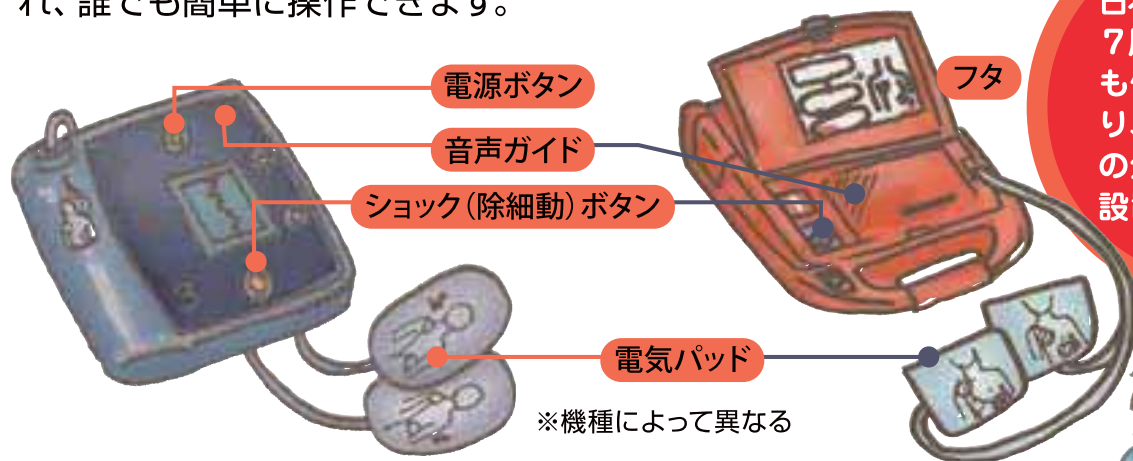 れ、誰でも簡単に操作できます。
電源ボタン
フタ
音声ガイド
ショック（除細動）ボタン
電気パッド
※機種によって異なる
7
も
り、
の
設